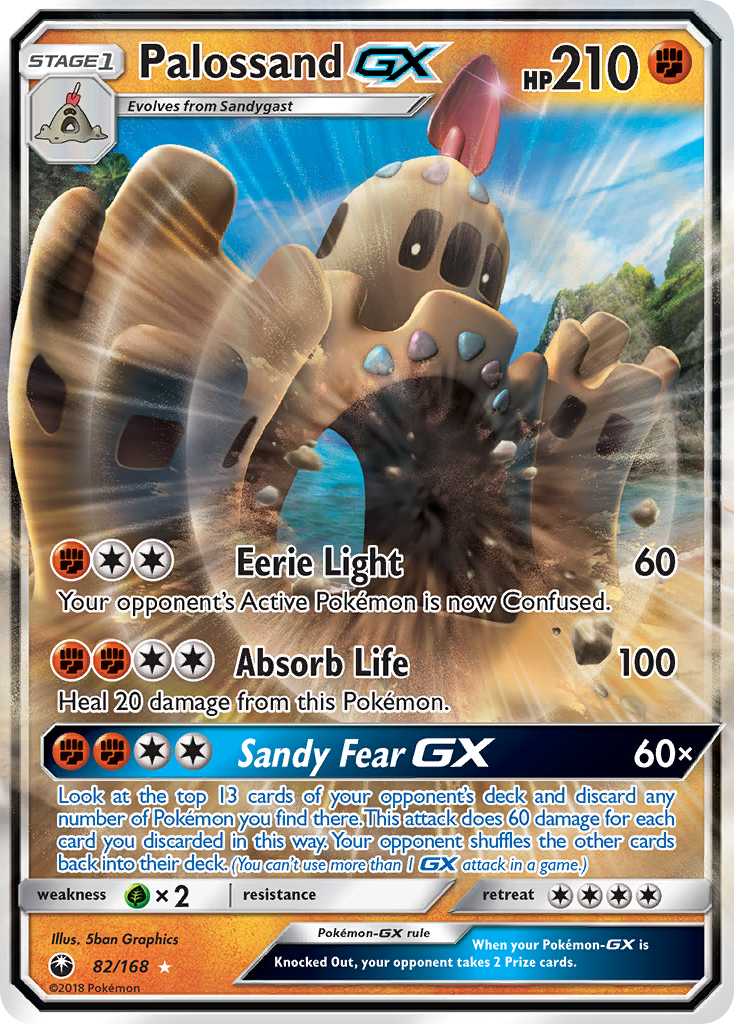 STAGE 1 Palossand GX HP 210
Evolves from Sandygast
Eerie Light 60
Your opponent's Active Pokémon is now Confused.
Absorb Life 100
Heal 20 damage from this Pokémon.
Sandy Fear GX 60×
Look at the top 13 cards of your opponent's deck and discard any
number of Pokémon you find there. This attack does 60 damage for each
card you discarded in this way. Your opponent shuffles the other cards
back into their deck. (You can't use more than 1 GX attack in a game.)
weakness × 2 resistance retreat
Illus. 5ban Graphics
Pokémon-GX rule
When your Pokémon-GX is
Knocked Out, your opponent takes 2 Prize cards.
82/168
©2018 Pokémon